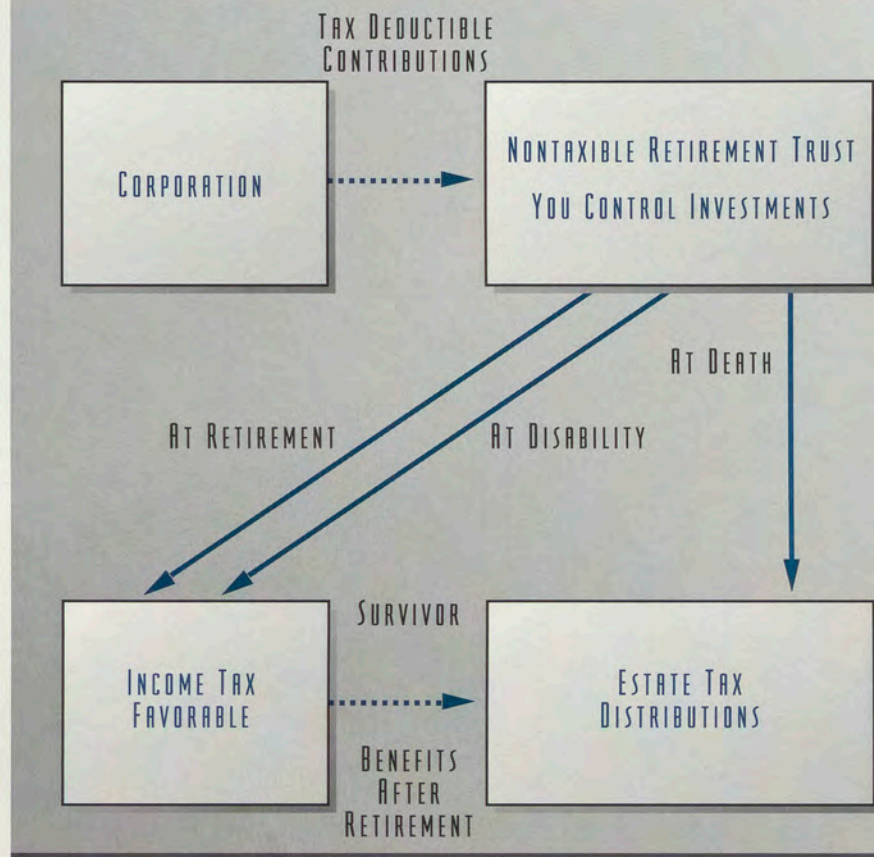 TAX DEDUCTIBLE
CONTRIBUTIONS
CORPORATION
NONTAXIBLE RETIREMENT TRUST
YOU CONTROL INVESTMENTS
AT DEATH
AT RETIREMENT
AT DISABILITY
SURVIVOR
INCOME TAX
FAVORABLE
ESTATE TAX
DISTRIBUTIONS
BENEFITS
AFTER
RETIREMENT